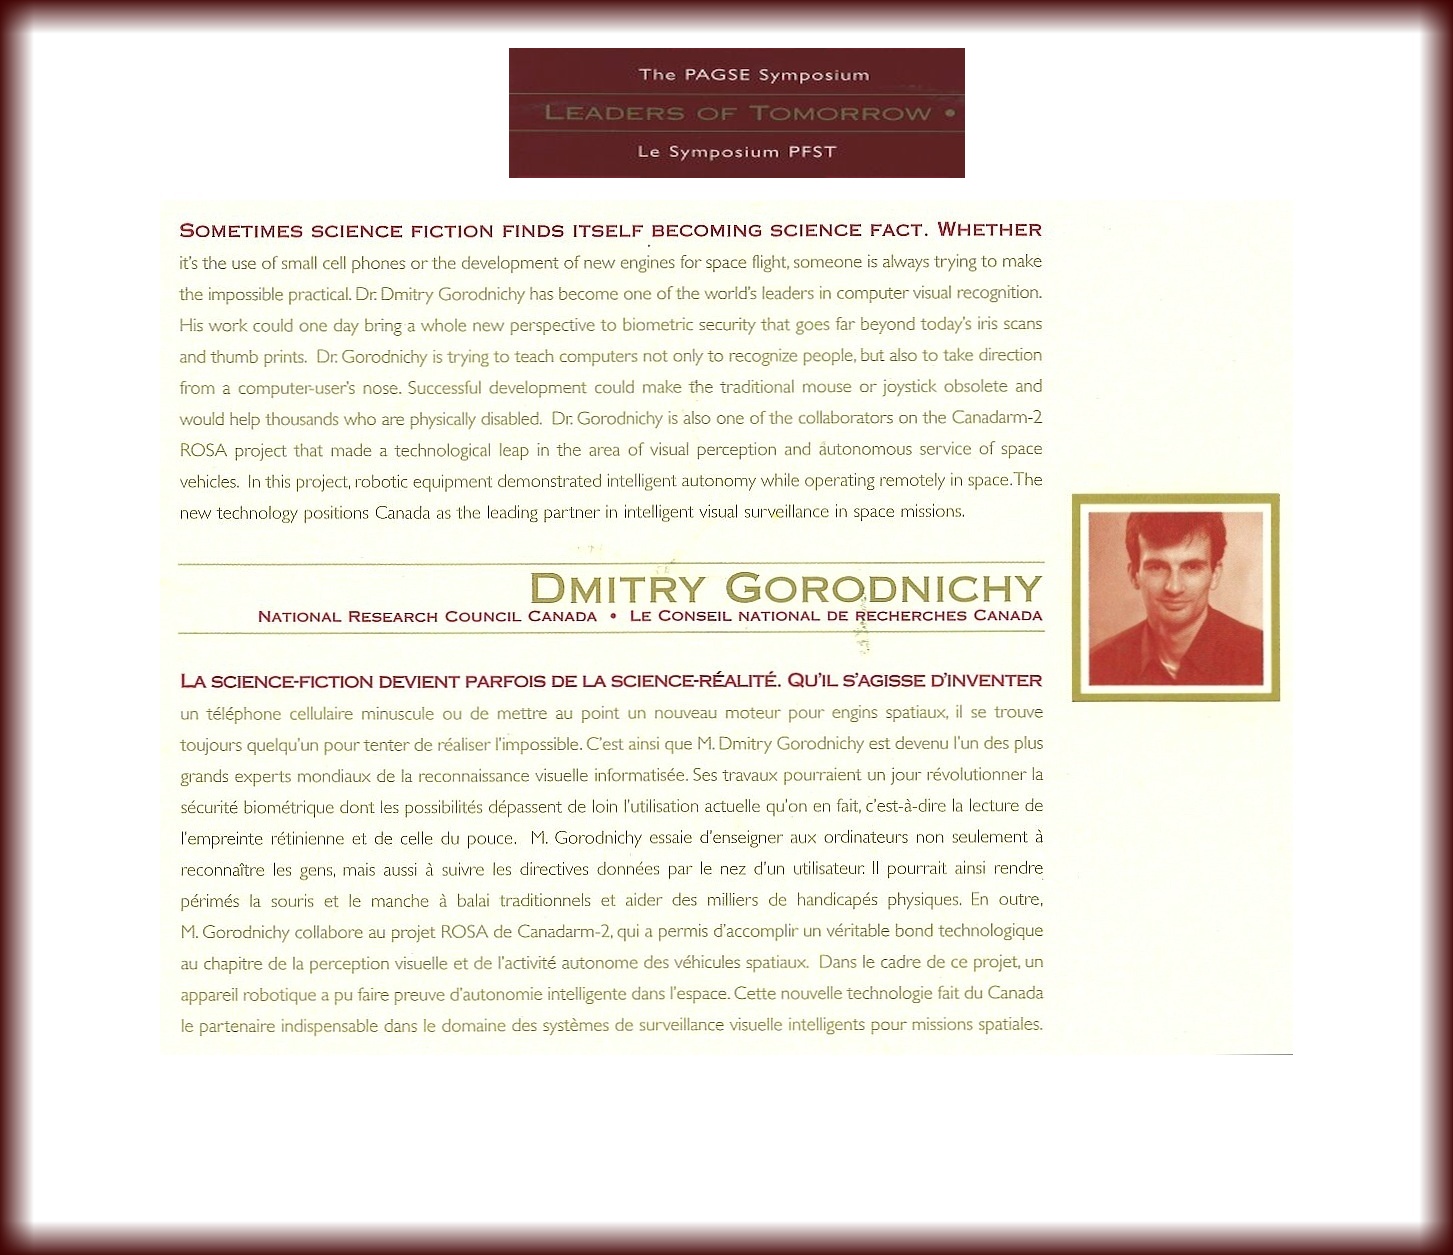 The PAGSE Symposium
LEADERS OF TOMORROW •
Le Symposium PFST
SOMETIMES SCIENCE FICTION FINDS ITSELF BECOMING SCIENCE FACT. WHETHER
it's the use of small cell phones or the development of new engines for space flight, someone is always trying to make
the impossible practical. Dr. Dmitry Gorodnichy has become one of the world's leaders in computer visual recognition.
His work could one day bring a whole new perspective to biometric security that goes far beyond today's iris scans
and thumb prints. Dr. Gorodnichy is trying to teach computers not only to recognize people, but also to take direction
from a computer-user's nose. Successful development could make the traditional mouse or joystick obsolete and
would help thousands who are physically disabled. Dr. Gorodnichy is also one of the collaborators on the Canadarm-2
ROSA project that made a technological leap in the area of visual perception and autonomous service of space
vehicles. In this project, robotic equipment demonstrated intelligent autonomy while operating remotely in space. The
new technology positions Canada as the leading partner in intelligent visual surveillance in space missions.
DMITRY GORODNICHY
NATIONAL RESEARCH COUNCIL CANADA • LE CONSEIL NATIONAL DE RECHERCHES CANADA
LA SCIENCE-FICTION DEVIENT PARFOIS DE LA SCIENCE-RÉALITÉ. QU'IL S'AGISSE D'INVENTER
un téléphone cellulaire minuscule ou de mettre au point un nouveau moteur pour engins spatiaux, il se trouve
toujours quelqu'un pour tenter de réaliser l'impossible. C'est ainsi que M. Dmitry Gorodnichy est devenu l'un des plus
grands experts mondiaux de la reconnaissance visuelle informatisée. Ses travaux pourraient un jour révolutionner la
sécurité biométrique dont les possibilités dépassent de loin l'utilisation actuelle qu'on en fait, c'est-à-dire la lecture de
l'empreinte rétinienne et de celle du pouce. M. Gorodnichy essaie d'enseigner aux ordinateurs non seulement à
reconnaître les gens, mais aussi à suivre les directives données par le nez d'un utilisateur. Il pourrait ainsi rendre
périmés la souris et le manche à balai traditionnels et aider des milliers de handicapés physiques. En outre,
M. Gorodnichy collabore au projet ROSA de Canadarm-2, qui a permis d'accomplir un véritable bond technologique
au chapitre de la perception visuelle et de l'activité autonome des véhicules spatiaux. Dans le cadre de ce projet, un
appareil robotique a pu faire preuve d'autonomie intelligente dans l'espace. Cette nouvelle technologie fait du Canada
le partenaire indispensable dans le domaine des systèmes de surveillance visuelle intelligents pour missions spatiales.